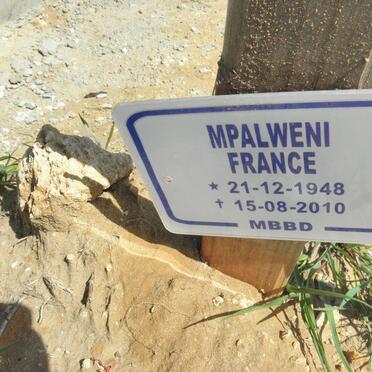 MPALWENI
FRANCE
* 21-12-1948
† 15-08-2010
MBBD